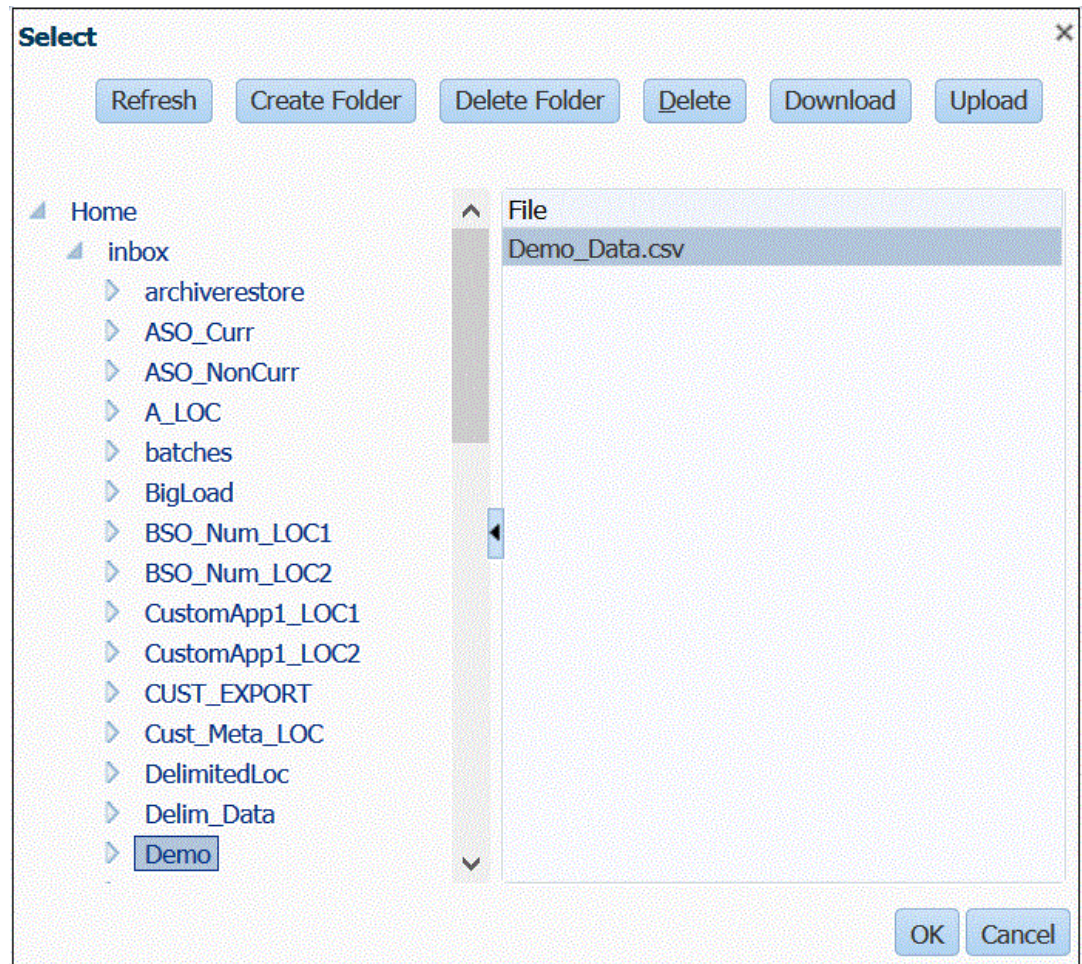 Select
Refresh Create Folder Delete Folder Delete Download Upload
Home
inbox
archiverestore
ASO_Curr
ASO_NonCurr
A_LOC
batches
BigLoad
BSO_Num_LOC1
BSO_Num_LOC2
CustomApp1_LOC1
CustomApp1_LOC2
CUST_EXPORT
Cust_Meta_LOC
DelimitedLoc
Delim_Data
Demo
File
Demo_Data.csv
OK Cancel